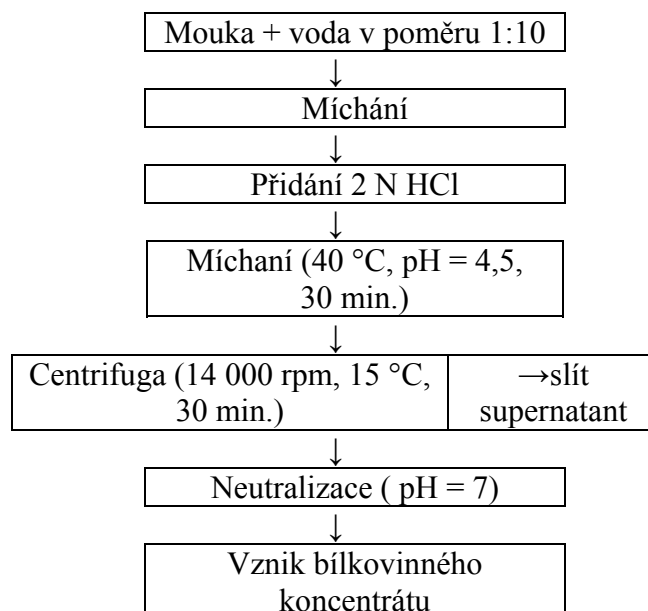 Mouka + voda v poměru 1:10
↓
Míchání
↓
Přidání 2 N HCl
↓
Míchaní (40 °C, pH = 4,5,
30 min.)
↓
Centrifuga (14 000 rpm, 15 °C,
30 min.)
→slít
supernatant
↓
Neutralizace ( pH = 7)
↓
Vznik bílkovinného
koncentrátu